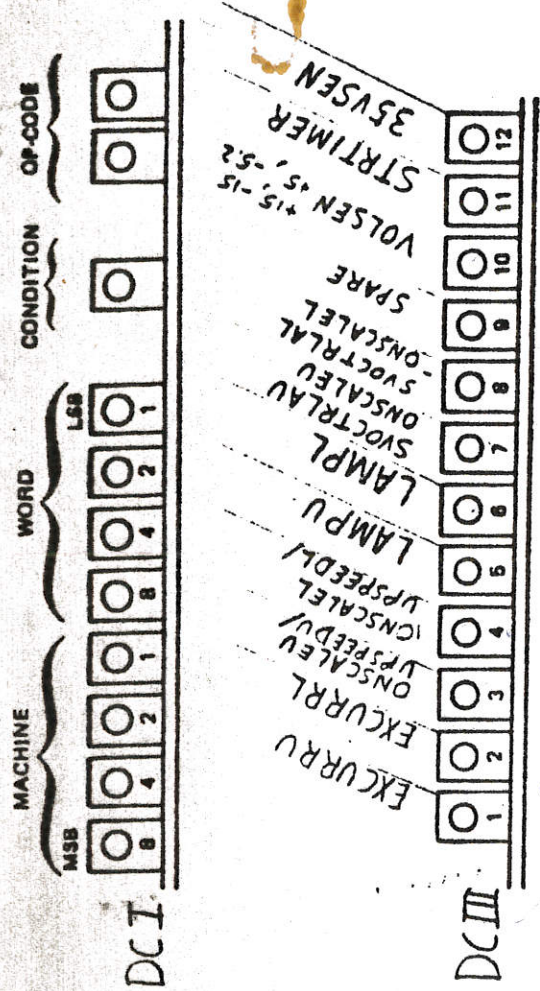 MACHINE WORD CONDITION OP-CODE
MSB LSB
8 4 2 1 8 4 2 1
DC I
EXCURRU
EXCURRL
UPSPEEDU/
ONSCALEU
UPSPEEDL/
ONSCALEL
LAMPU
LAMPL
SVOCTRLAU
ONSCALEU
SVOCTRLAL
ONSCALEL
SPARE
VOLSEN +5, -5.2
+15, -15
STRTIMER
35VSEN
1 2 3 4 5 6 7 8 9 10 11 12
DC III